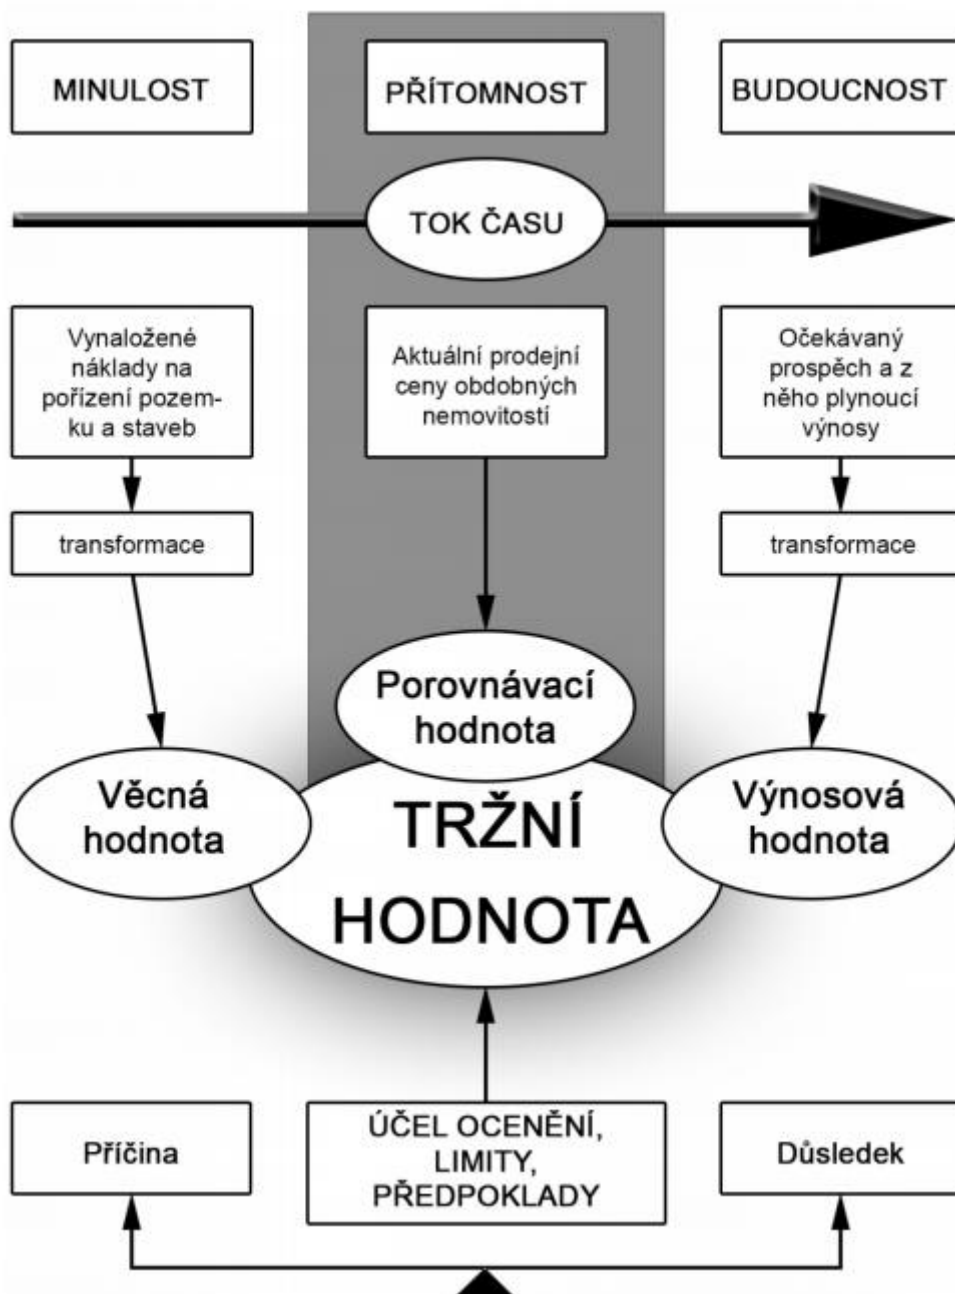 MINULOST
PŘÍTOMNOST
BUDOUCNOST
TOK ČASU
Vynaložené
náklady na
pořízení pozem-
ku a staveb
Aktuální prodejní
ceny obdobných
nemovitostí
Očekávaný
prospěch a z
něho plynoucí
výnosy
transformace
transformace
Porovnávací
hodnota
Věcná
hodnota
TRŽNÍ
HODNOTA
Výnosová
hodnota
Příčina
ÚČEL OCENĚNÍ,
LIMITY,
PŘEDPOKLADY
Důsledek